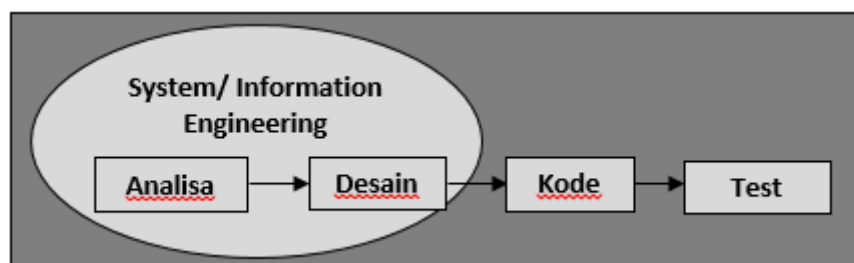 System/ Information
Engineering
Analisa
Desain
Kode
Test